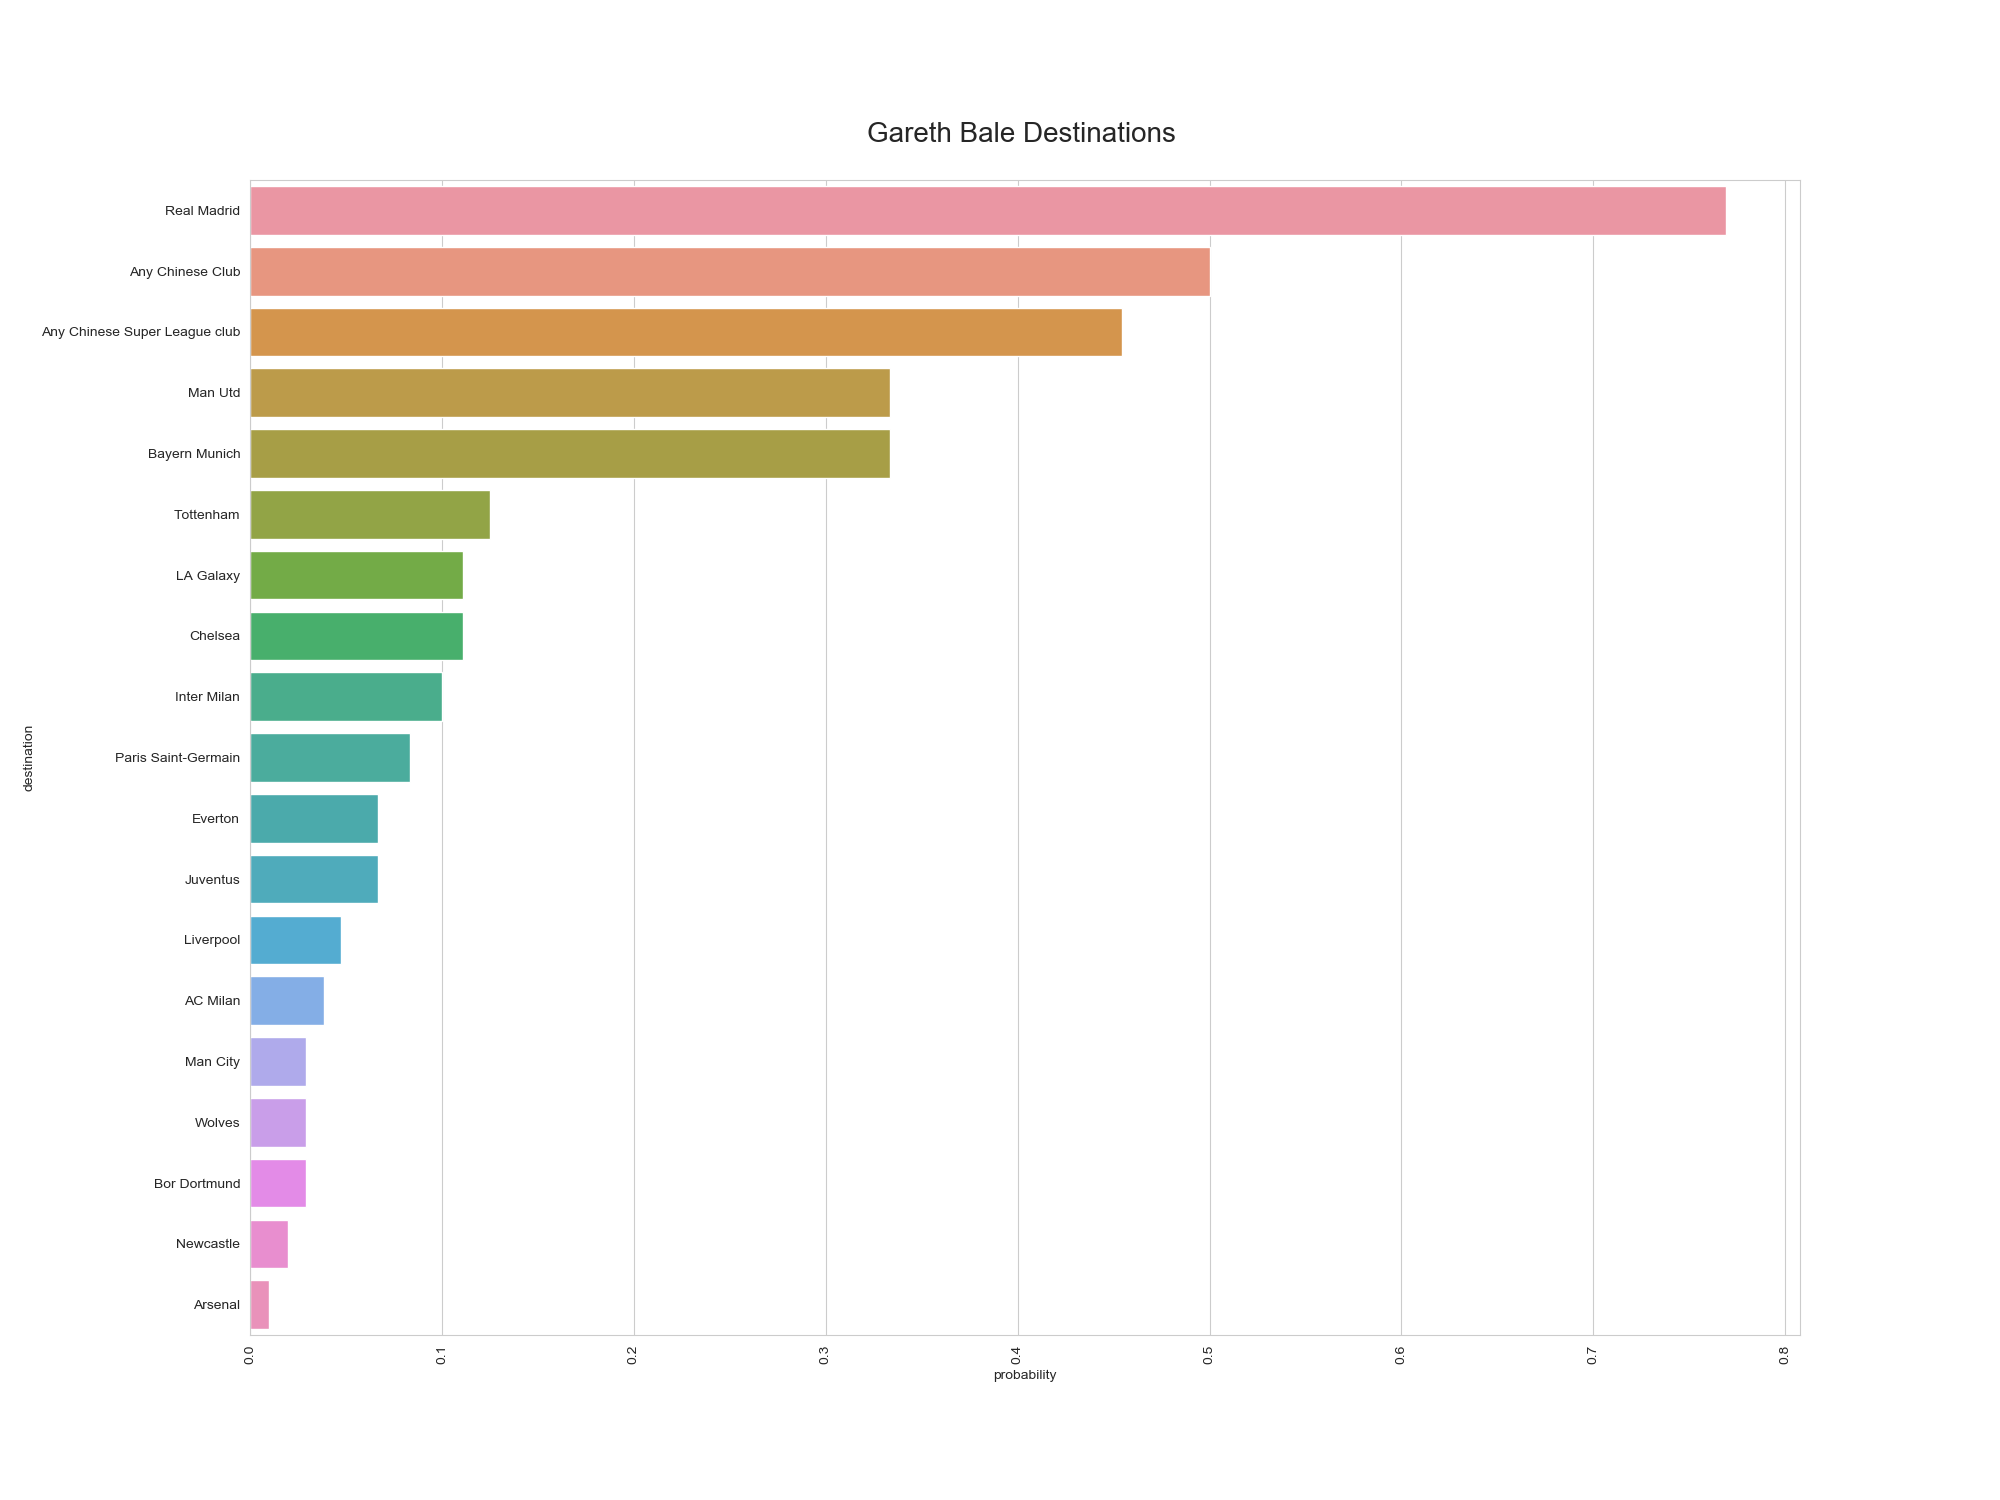 Gareth Bale Destinations
Real Madrid
Any Chinese Club
Any Chinese Super League club
Man Utd
Bayern Munich
Tottenham
LA Galaxy
Chelsea
Inter Milan
Paris Saint-Germain
Everton
Juventus
Liverpool
AC Milan
Man City
Wolves
Bor Dortmund
Newcastle
Arsenal
destination
0.0 0.1 0.2 0.3 0.4 0.5 0.6 0.7 0.8
probability